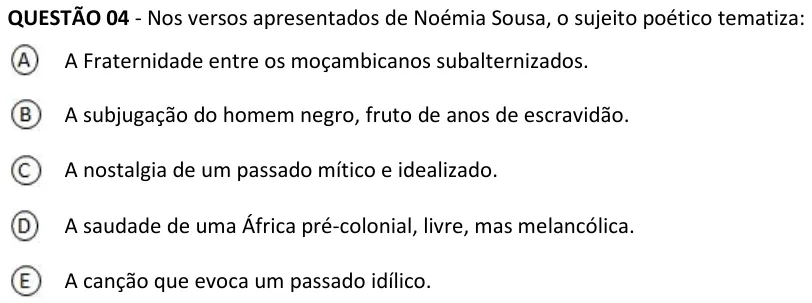 QUESTÃO 04 - Nos versos apresentados de Noémia Sousa, o sujeito poético tematiza:
A A Fraternidade entre os moçambicanos subalternizados.
B A subjugação do homem negro, fruto de anos de escravidão.
C A nostalgia de um passado mítico e idealizado.
D A saudade de uma África pré-colonial, livre, mas melancólica.
E A canção que evoca um passado idílico.